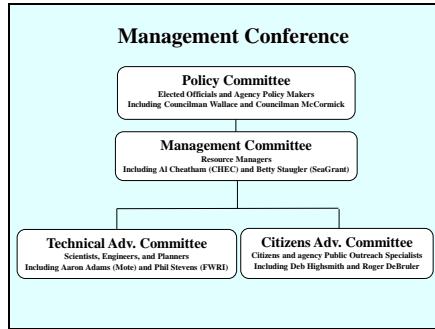 Management Conference
Policy Committee
Elected Officials and Agency Policy Makers
Including Councilman Wallace and Councilman McCormick
Management Committee
Resource Managers
Including Al Cheatham (CHEC) and Betty Staugler (SeaGrant)
Technical Adv. Committee
Scientists, Engineers, and Planners
Including Aaron Adams (Mote) and Phil Stevens (FWRI)
Citizens Adv. Committee
Citizens and agency Public Outreach Specialists
Including Deb Highsmith and Roger DeBruler